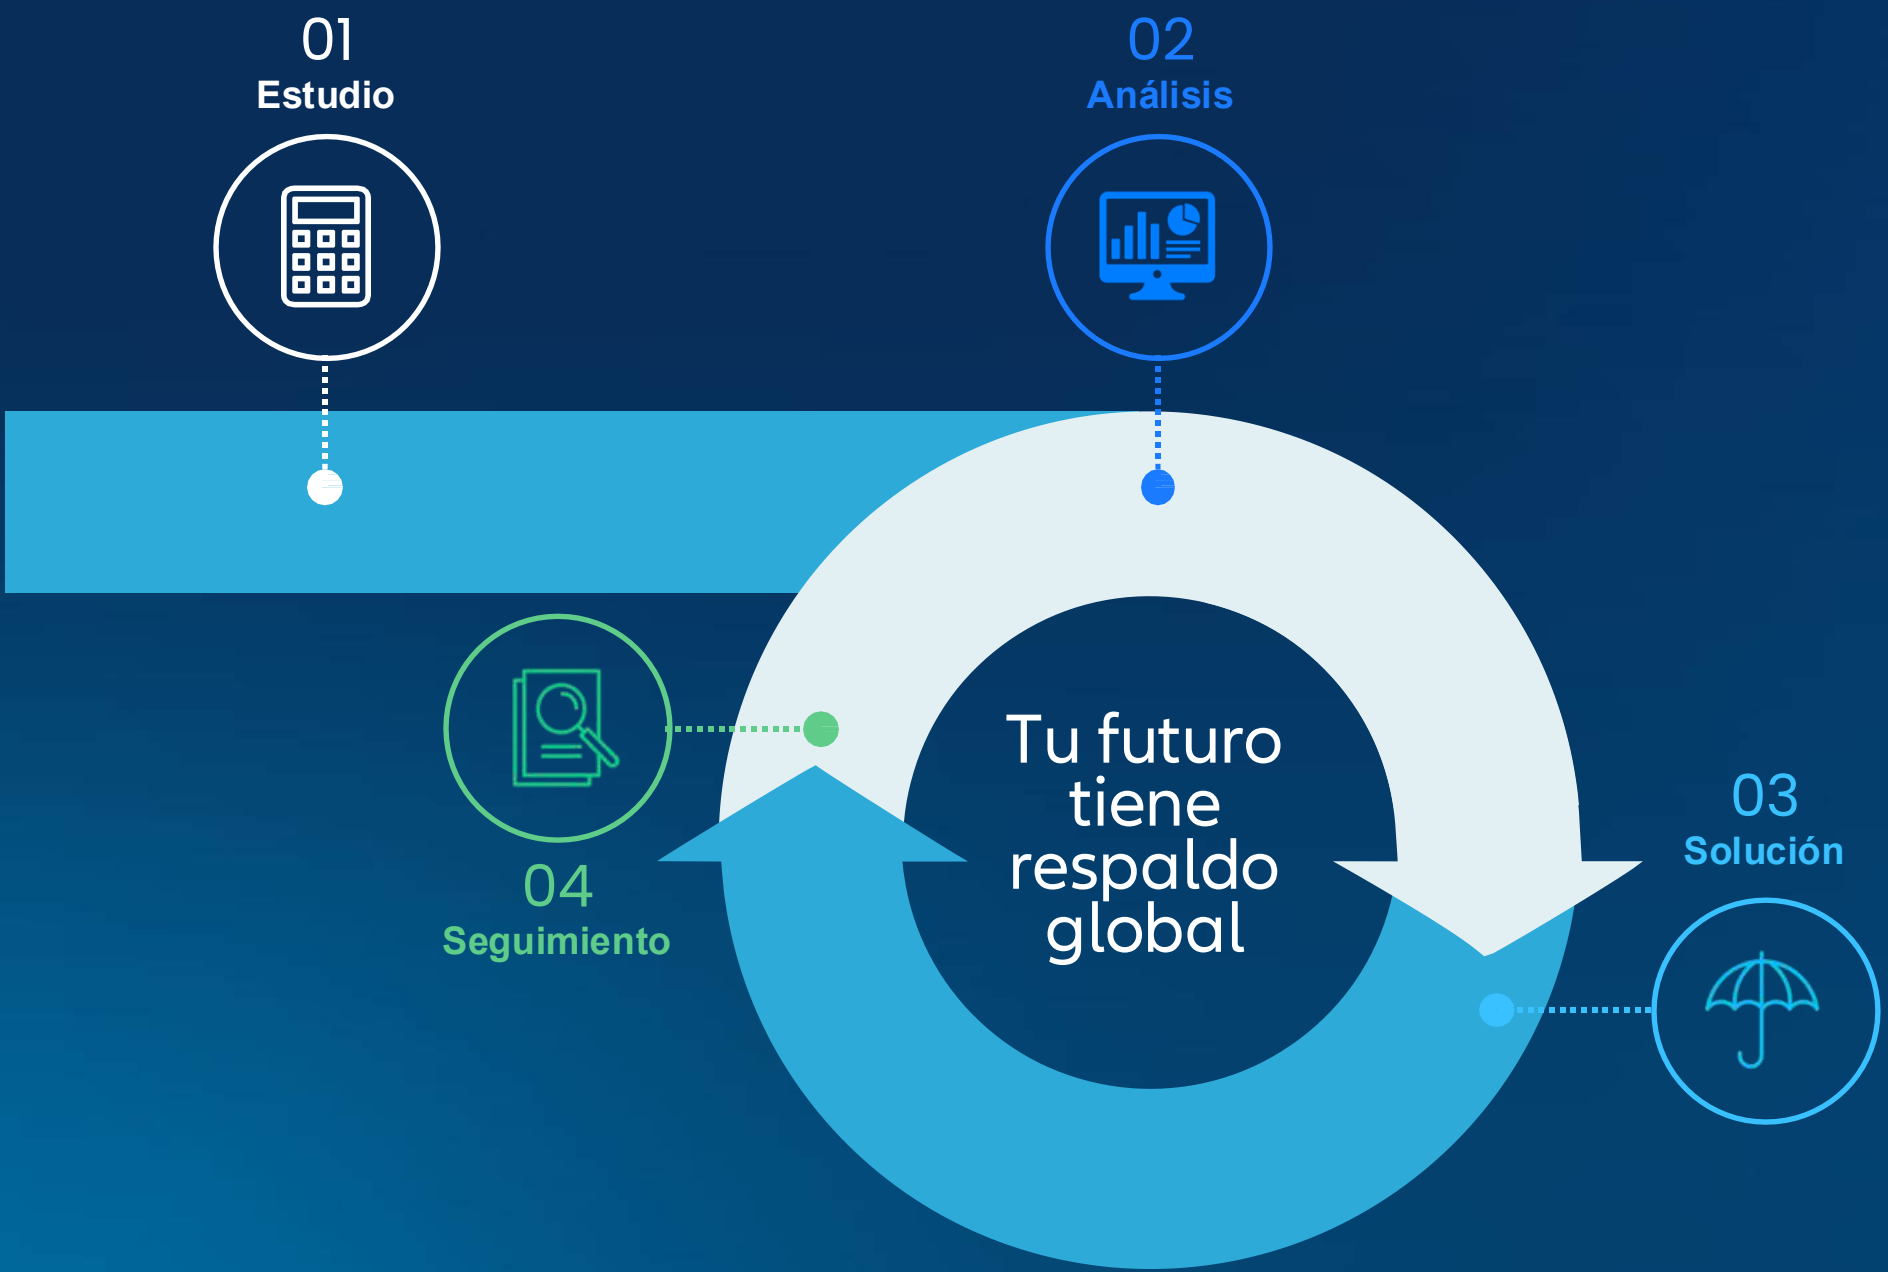 01
Estudio
02
Análisis
03
Solución
04
Seguimiento
Tu futuro
tiene
respaldo
global